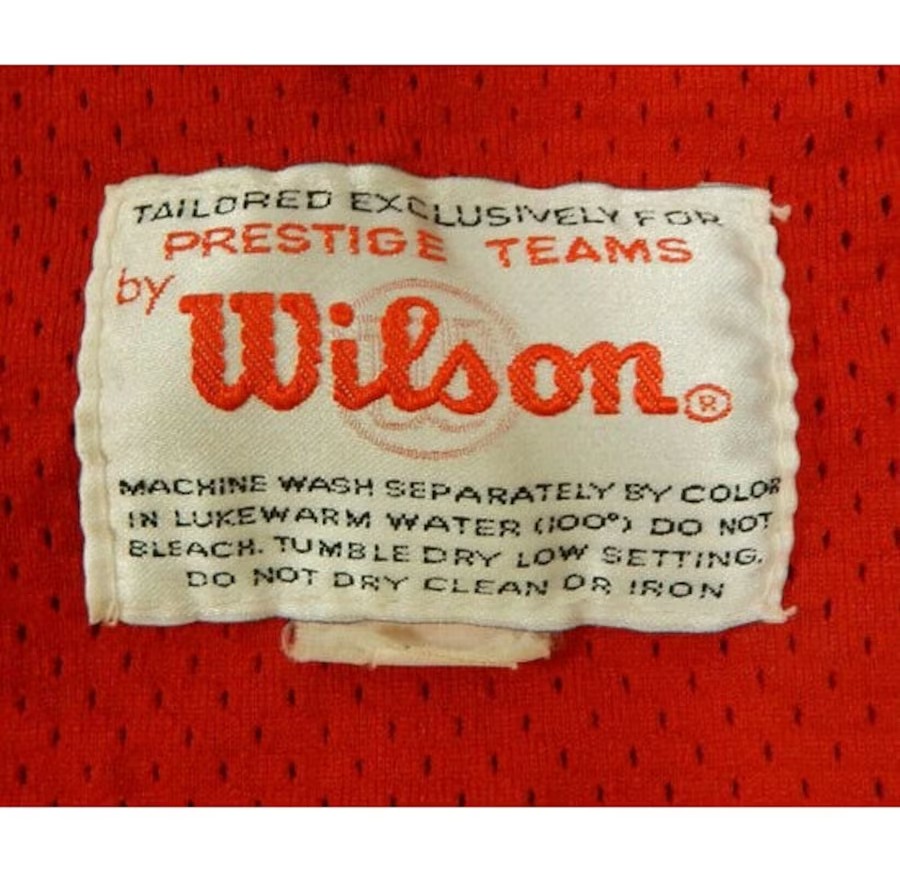 TAILORED EXCLUSIVELY FOR
PRESTIGE TEAMS
by
Wilson®
MACHINE WASH SEPARATELY BY COLOR
IN LUKEWARM WATER (100°) DO NOT
BLEACH. TUMBLE DRY LOW SETTING.
DO NOT DRY CLEAN OR IRON